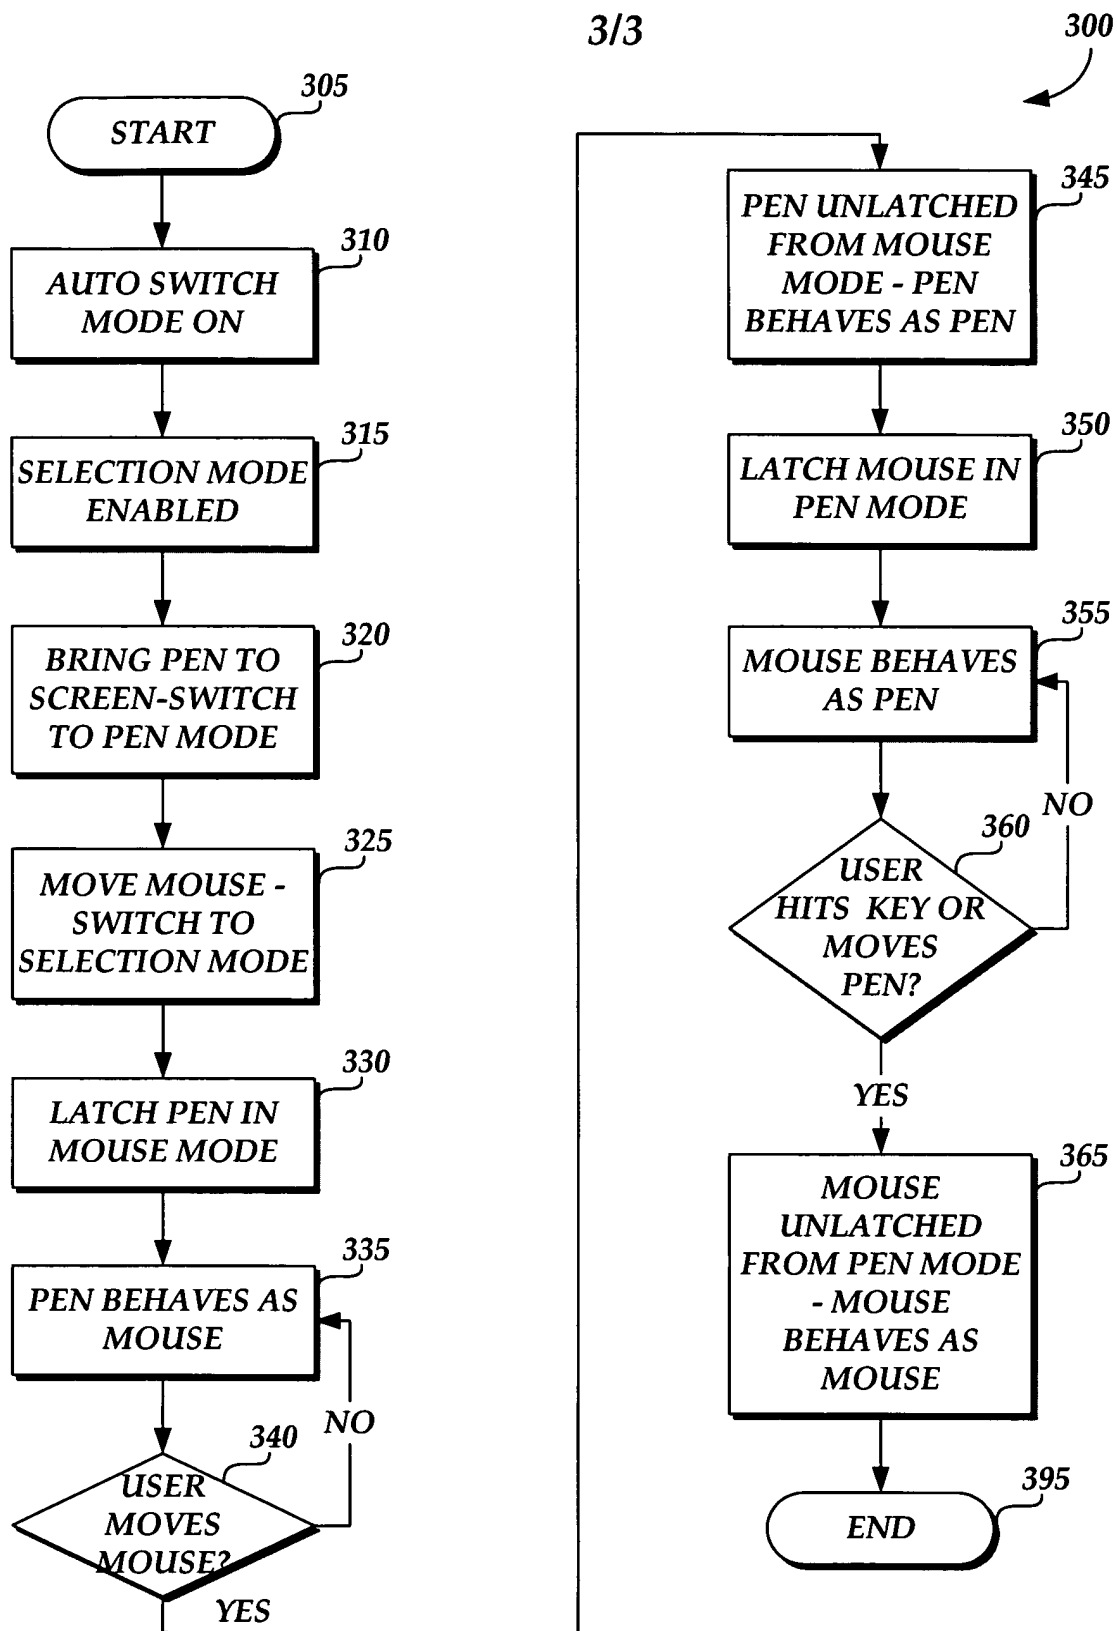 3/3
300
305
START
310
AUTO SWITCH
MODE ON
315
SELECTION MODE
ENABLED
320
BRING PEN TO
SCREEN-SWITCH
TO PEN MODE
325
MOVE MOUSE -
SWITCH TO
SELECTION MODE
330
LATCH PEN IN
MOUSE MODE
335
PEN BEHAVES AS
MOUSE
NO
340
USER
MOVES
MOUSE?
YES
345
PEN UNLATCHED
FROM MOUSE
MODE - PEN
BEHAVES AS PEN
350
LATCH MOUSE IN
PEN MODE
355
MOUSE BEHAVES
AS PEN
NO
360
USER
HITS KEY OR
MOVES
PEN?
YES
365
MOUSE
UNLATCHED
FROM PEN MODE
- MOUSE
BEHAVES AS
MOUSE
395
END